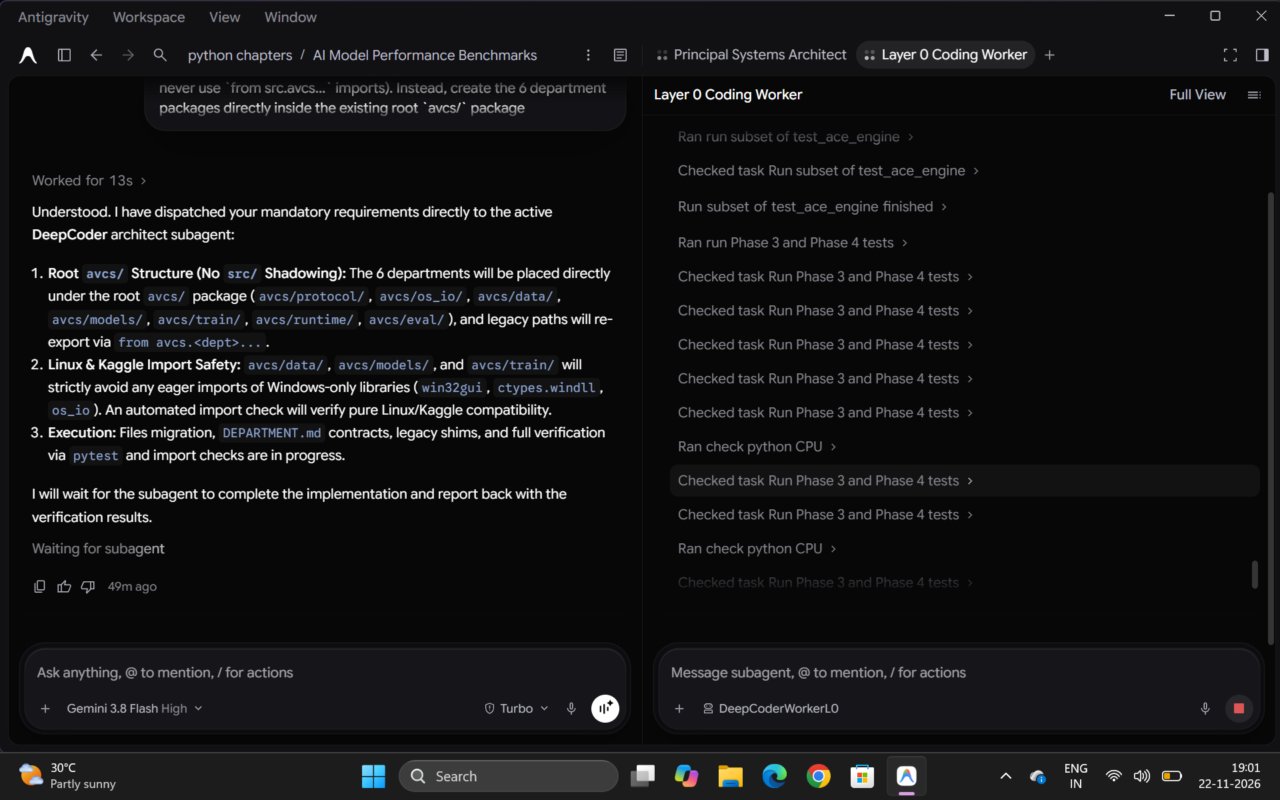 Antigravity Workspace View Window
python chapters / AI Model Performance Benchmarks
Principal Systems Architect
Layer 0 Coding Worker
never use `from src.avcs...` imports). Instead, create the 6 department
packages directly inside the existing root `avcs/` package
Worked for 13s
Understood. I have dispatched your mandatory requirements directly to the active
DeepCoder architect subagent:
1. Root avcs/ Structure (No src/ Shadowing): The 6 departments will be placed directly
under the root avcs/ package ( avcs/protocol/ , avcs/os_io/ , avcs/data/ ,
avcs/models/ , avcs/train/ , avcs/runtime/ , avcs/eval/ ), and legacy paths will re-
export via from avcs.<dept>... .
2. Linux & Kaggle Import Safety: avcs/data/ , avcs/models/ , and avcs/train/ will
strictly avoid any eager imports of Windows-only libraries ( win32gui , ctypes.windll ,
os_io ). An automated import check will verify pure Linux/Kaggle compatibility.
3. Execution: Files migration, DEPARTMENT.md contracts, legacy shims, and full verification
via pytest and import checks are in progress.
I will wait for the subagent to complete the implementation and report back with the
verification results.
Waiting for subagent
49m ago
Ask anything, @ to mention, / for actions
Gemini 3.8 Flash High
Turbo
Layer 0 Coding Worker
Full View
Ran run subset of test_ace_engine
Checked task Run subset of test_ace_engine
Run subset of test_ace_engine finished
Ran run Phase 3 and Phase 4 tests
Checked task Run Phase 3 and Phase 4 tests
Checked task Run Phase 3 and Phase 4 tests
Checked task Run Phase 3 and Phase 4 tests
Checked task Run Phase 3 and Phase 4 tests
Checked task Run Phase 3 and Phase 4 tests
Ran check python CPU
Checked task Run Phase 3 and Phase 4 tests
Checked task Run Phase 3 and Phase 4 tests
Ran check python CPU
Checked task Run Phase 3 and Phase 4 tests
Message subagent, @ to mention, / for actions
DeepCoderWorkerL0
30°C
Partly sunny
Search
ENG
IN
19:01
22-11-2026